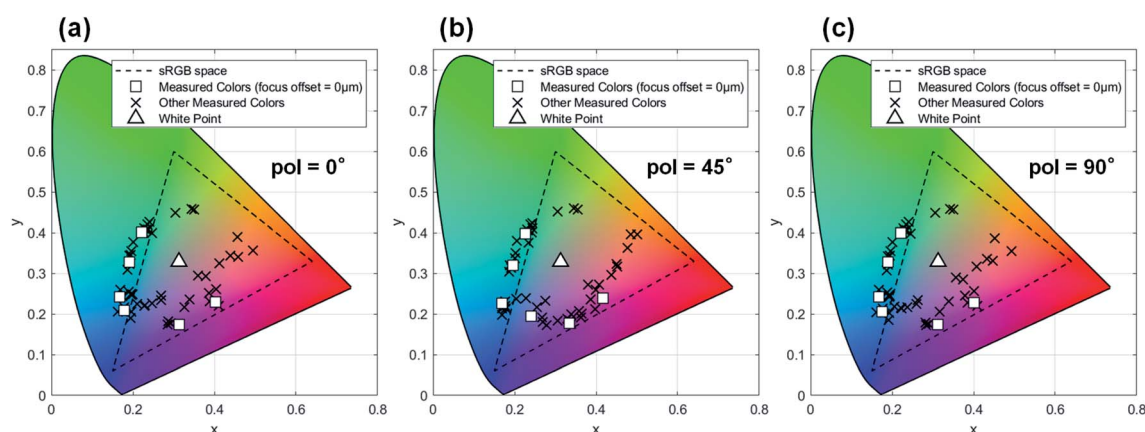 (a)
sRGB space
Measured Colors (focus offset = 0μm)
Other Measured Colors
White Point
pol = 0°
y
0.8
0.7
0.6
0.5
0.4
0.3
0.2
0.1
0
0
0.2
0.4
0.6
0.8
x
(b)
sRGB space
Measured Colors (focus offset = 0μm)
Other Measured Colors
White Point
pol = 45°
y
0.8
0.7
0.6
0.5
0.4
0.3
0.2
0.1
0
0
0.2
0.4
0.6
0.8
x
(c)
sRGB space
Measured Colors (focus offset = 0μm)
Other Measured Colors
White Point
pol = 90°
y
0.8
0.7
0.6
0.5
0.4
0.3
0.2
0.1
0
0
0.2
0.4
0.6
0.8
x